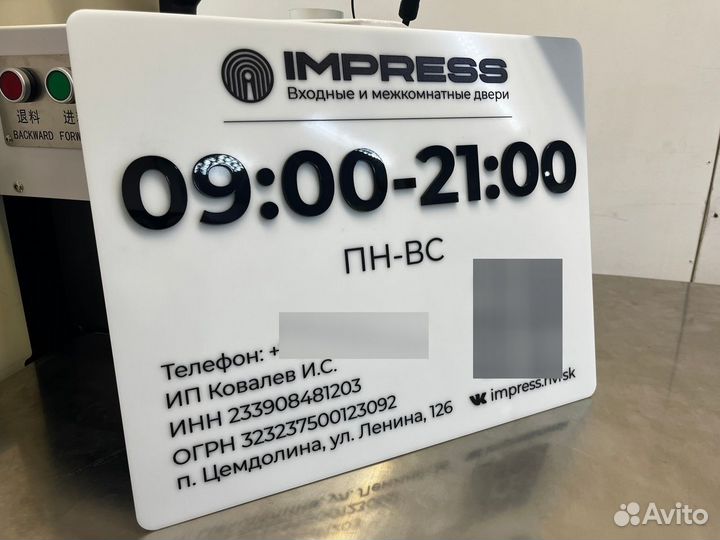 IMPRESS
Входные и межкомнатные двери
09:00-21:00
ПН-ВС
Телефон: +
ИП Ковалев И.С.
ИНН 233908481203
ОГРН 323237500123092
п. Цемдолина, ул. Ленина, 126
impress.nvrsk
退料
BACKWARD
Avito